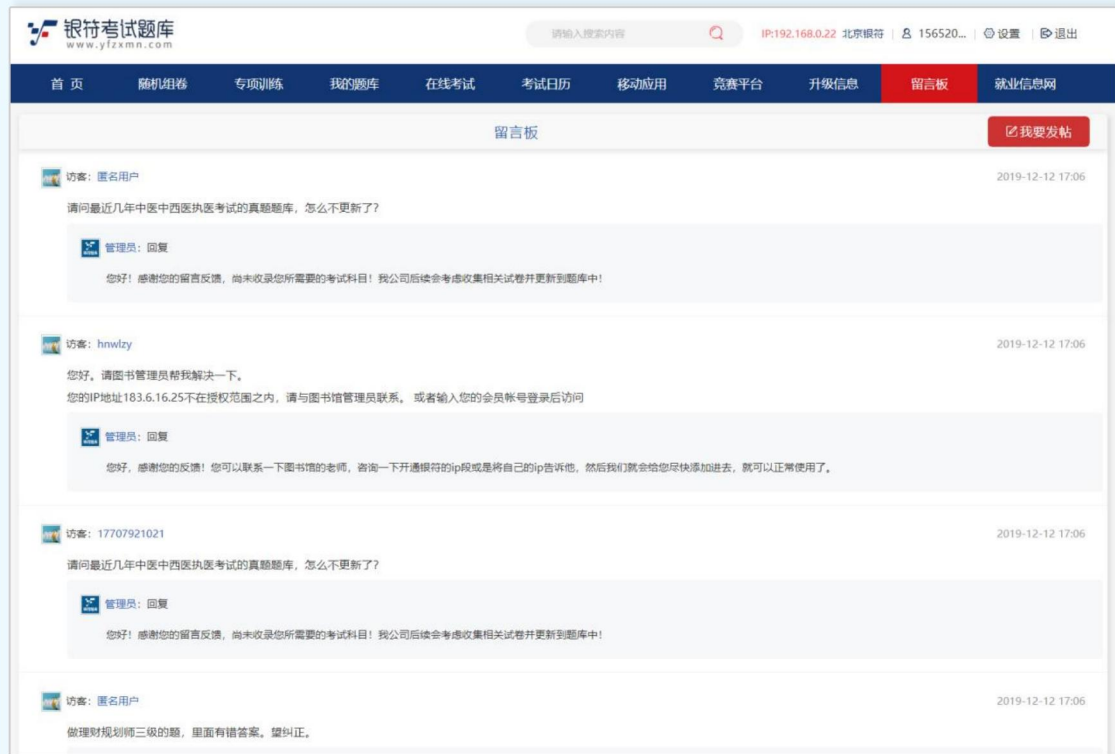 银符考试题库
www.yfzxmn.com
请输入搜索内容
IP:192.168.0.22 北京银符 156520... 设置 退出
首 页 随机组卷 专项训练 我的题库 在线考试 考试日历 移动应用 竞赛平台 升级信息 留言板 就业信息网
留言板
我要发帖
访客：匿名用户 2019-12-12 17:06
请问最近几年中医中西医执医考试的真题题库，怎么不更新了？
管理员：回复
您好！感谢您的留言反馈，尚未收录您所需要的考试科目！我公司后续会考虑收集相关试卷并更新到题库中！
访客：hnwlzy 2019-12-12 17:06
您好。请图书管理员帮我解决一下。
您的IP地址183.6.16.25不在授权范围之内，请与图书馆管理员联系。 或者输入您的会员帐号登录后访问
管理员：回复
您好，感谢您的反馈！您可以联系一下图书馆的老师，咨询一下开通银符的ip段或是将自己的ip告诉他，然后我们就会给您尽快添加进去，就可以正常使用了。
访客：17707921021 2019-12-12 17:06
请问最近几年中医中西医执医考试的真题题库，怎么不更新了？
管理员：回复
您好！感谢您的留言反馈，尚未收录您所需要的考试科目！我公司后续会考虑收集相关试卷并更新到题库中！
访客：匿名用户 2019-12-12 17:06
做理财规划师三级的题，里面有错答案。望纠正。